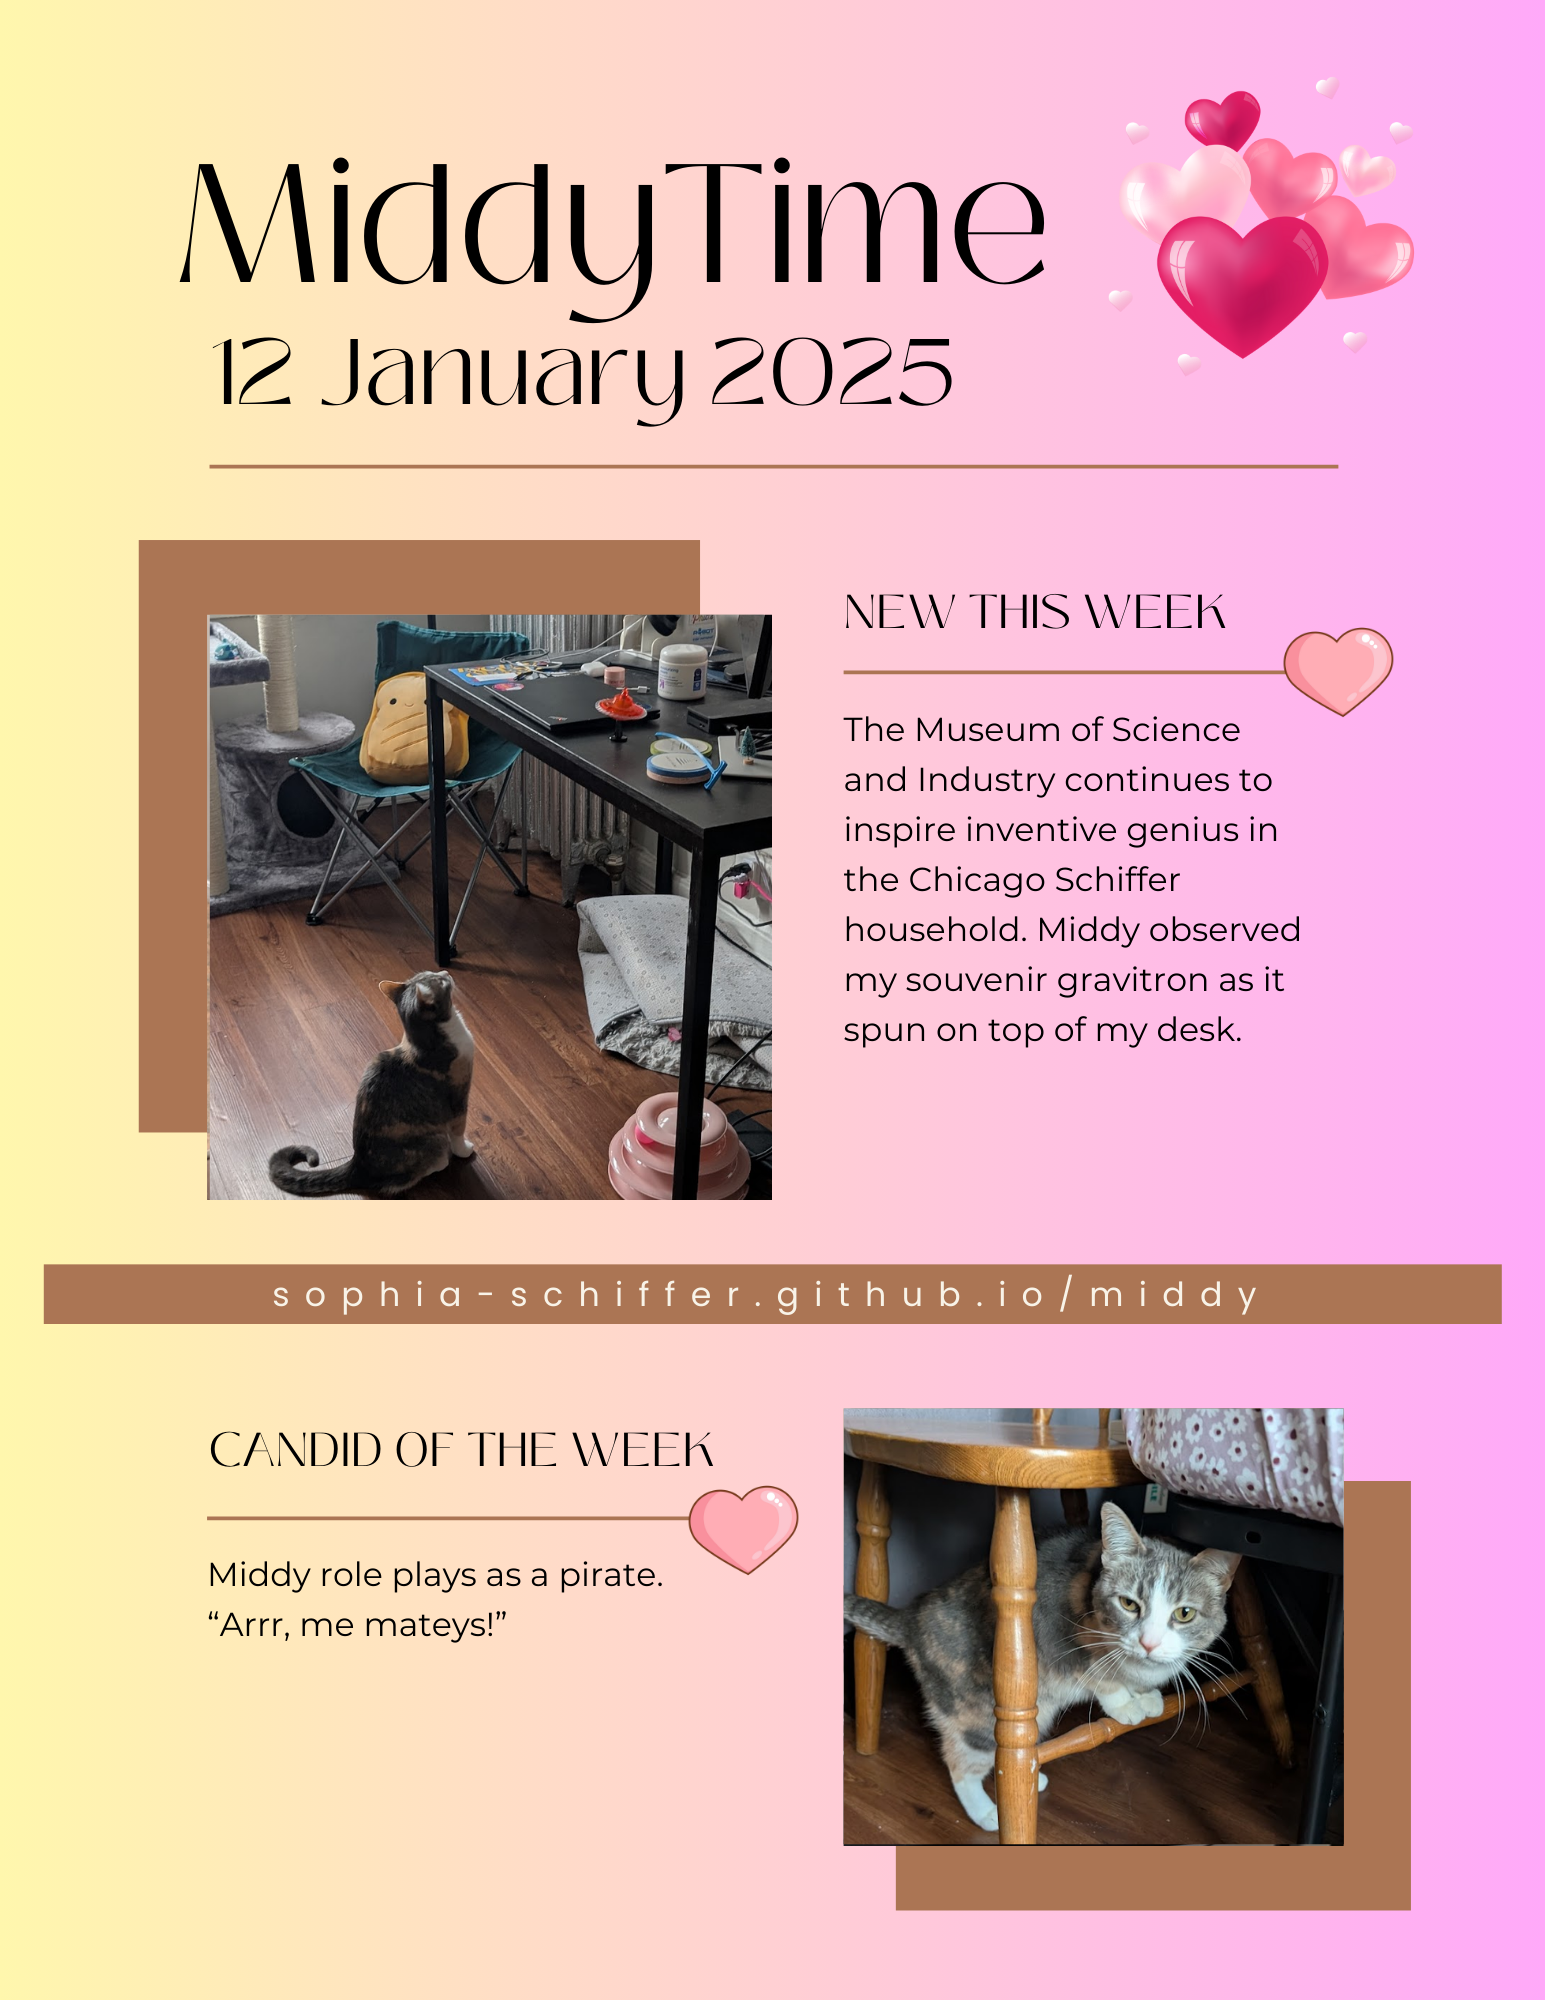 MiddyTime
12 January 2025
NEW THIS WEEK
The Museum of Science
and Industry continues to
inspire inventive genius in
the Chicago Schiffer
household. Middy observed
my souvenir gravitron as it
spun on top of my desk.
sophia-schiffer.github.io/middy
CANDID OF THE WEEK
Middy role plays as a pirate.
“Arrr, me mateys!”